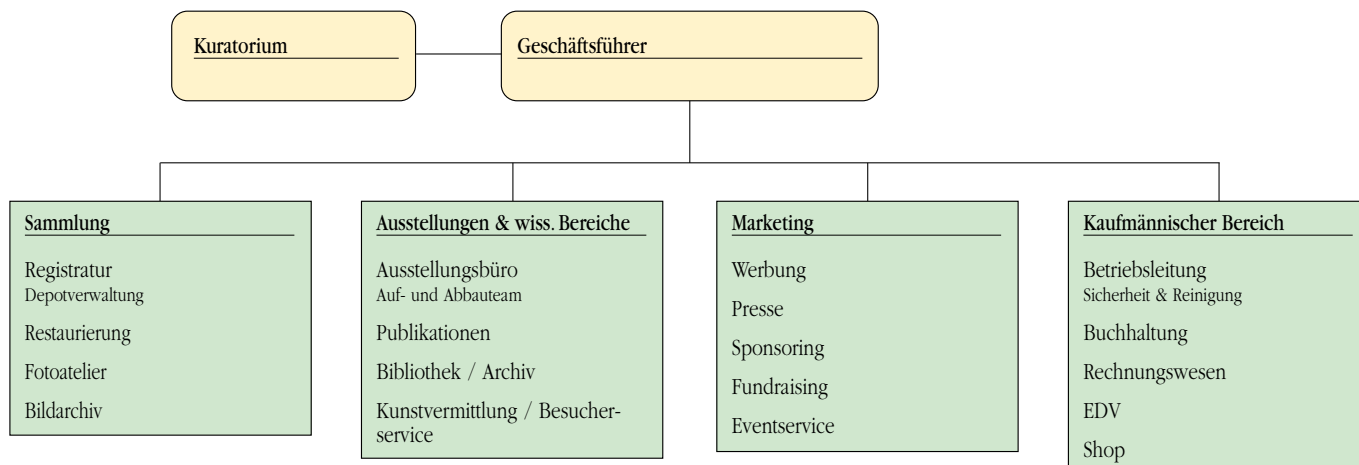 Kuratorium
Geschäftsführer
Sammlung
Registratur
Depotverwaltung
Restaurierung
Fotoatelier
Bildarchiv
Ausstellungen & wiss. Bereiche
Ausstellungsbüro
Auf- und Abbauteam
Publikationen
Bibliothek / Archiv
Kunstvermittlung / Besucher-
service
Marketing
Werbung
Presse
Sponsoring
Fundraising
Eventservice
Kaufmännischer Bereich
Betriebsleitung
Sicherheit & Reinigung
Buchhaltung
Rechnungswesen
EDV
Shop